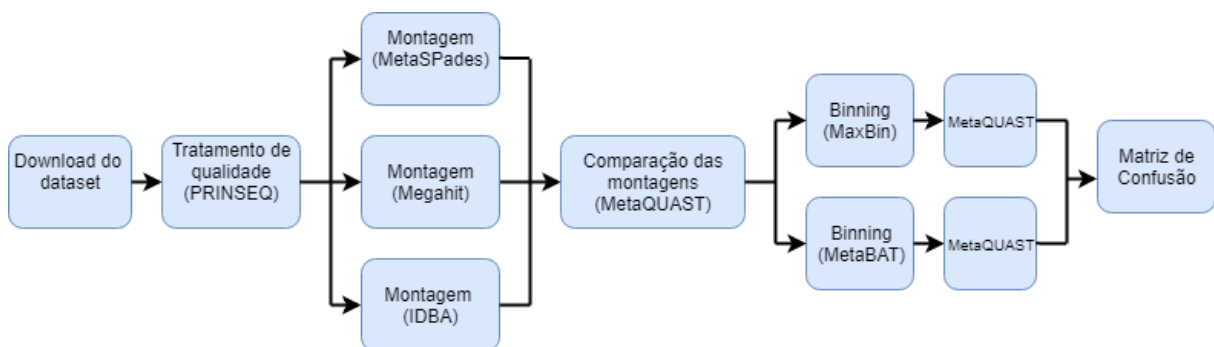 Download do
dataset
Tratamento de
qualidade
(PRINSEQ)
Montagem
(MetaSPades)
Montagem
(Megahit)
Montagem
(IDBA)
Comparação das
montagens
(MetaQUAST)
Binning
(MaxBin)
MetaQUAST
Binning
(MetaBAT)
MetaQUAST
Matriz de
Confusão